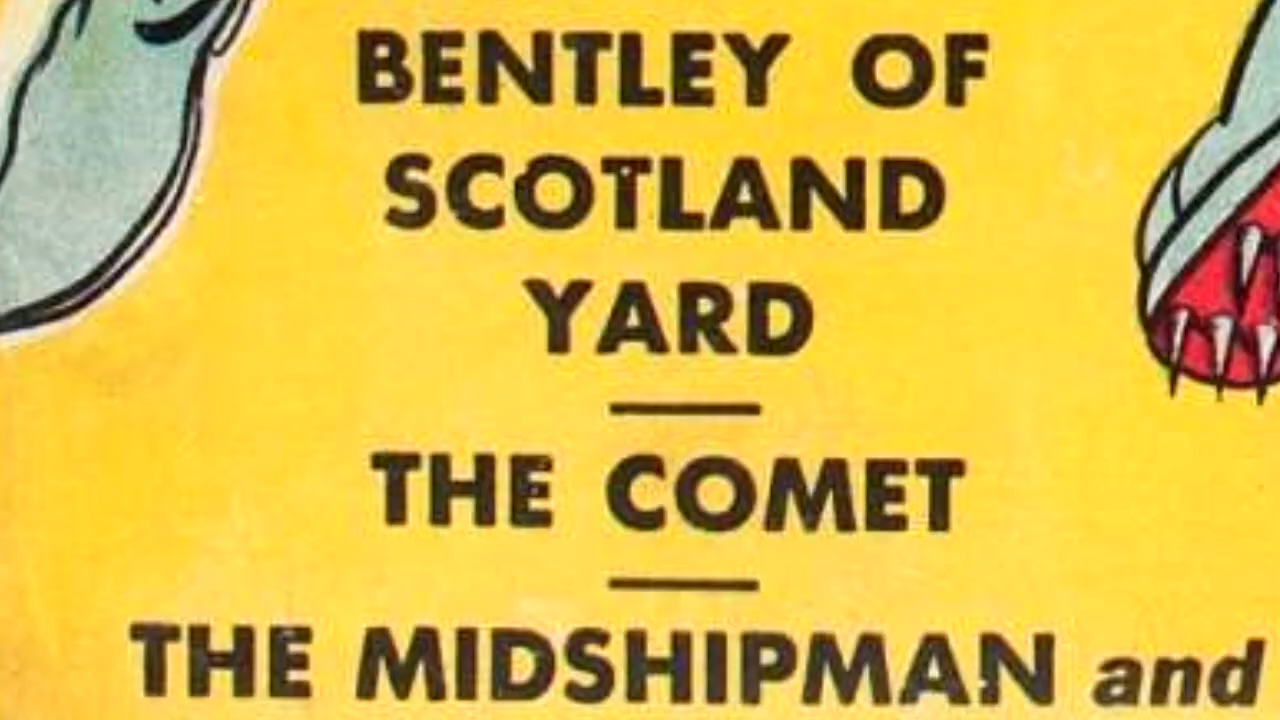 BENTLEY OF
SCOTLAND
YARD
THE COMET
THE MIDSHIPMAN and